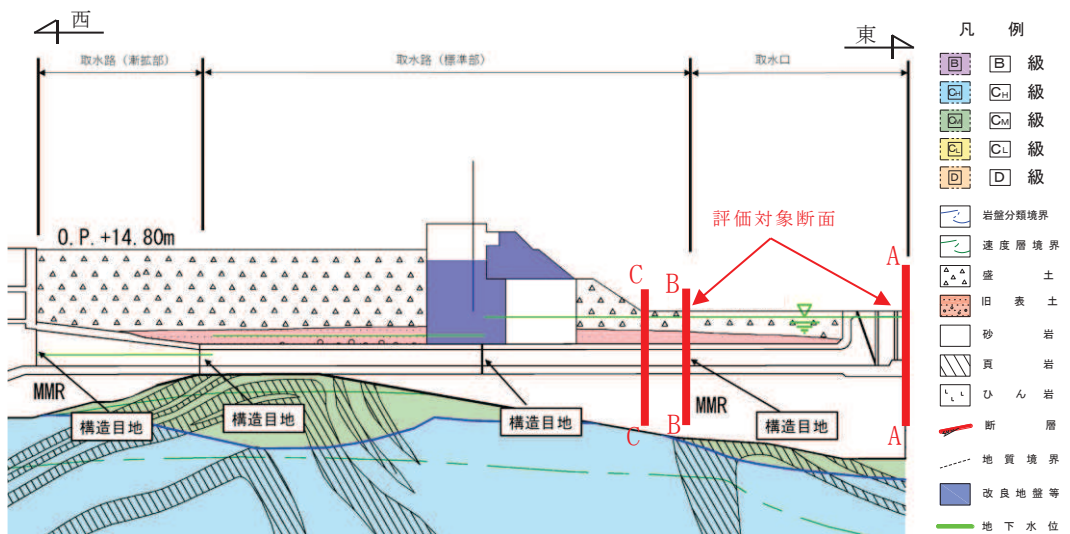 西
東
取水路（漸拡部）
取水路（標準部）
取水口
O.P.+14.80m
評価対象断面
A
B
C
MMR
MMR
構造目地
構造目地
構造目地
構造目地
C
B
A
凡 例
B B 級
CH CH 級
CM CM 級
CL CL 級
D D 級
岩盤分類境界
速度層境界
盛土
旧表土
砂岩
頁岩
ひん岩
断層
地質境界
改良地盤等
地下水位